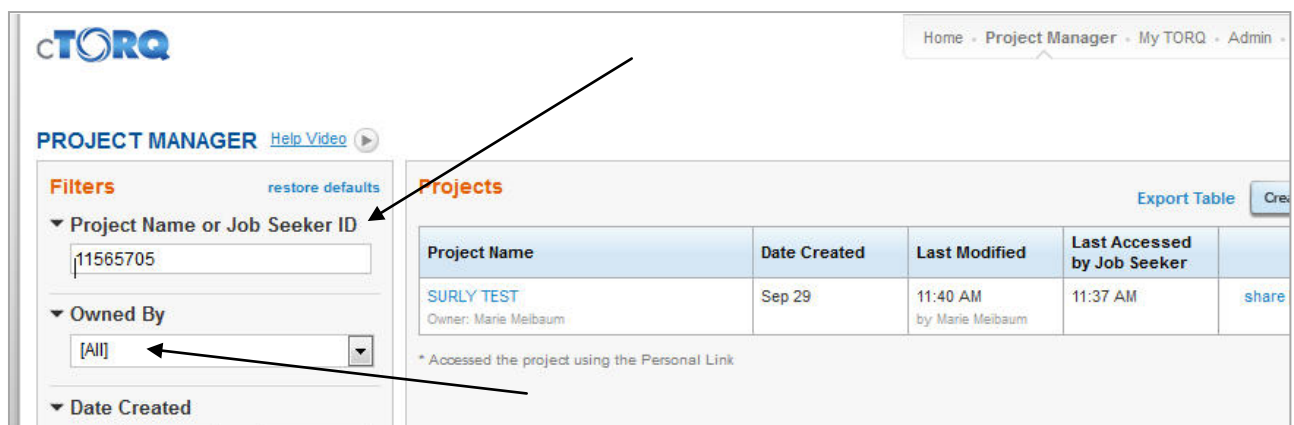 cTORQ
Home - Project Manager - My TORQ - Admin -
PROJECT MANAGER Help Video
Filters restore defaults
Project Name or Job Seeker ID
11565705
Owned By
[All]
Date Created
Projects
Export Table
Project Name Date Created Last Modified Last Accessed by Job Seeker
SURLY TEST Sep 29 11:40 AM 11:37 AM share
Owner: Marie Meibaum by Marie Meibaum
* Accessed the project using the Personal Link